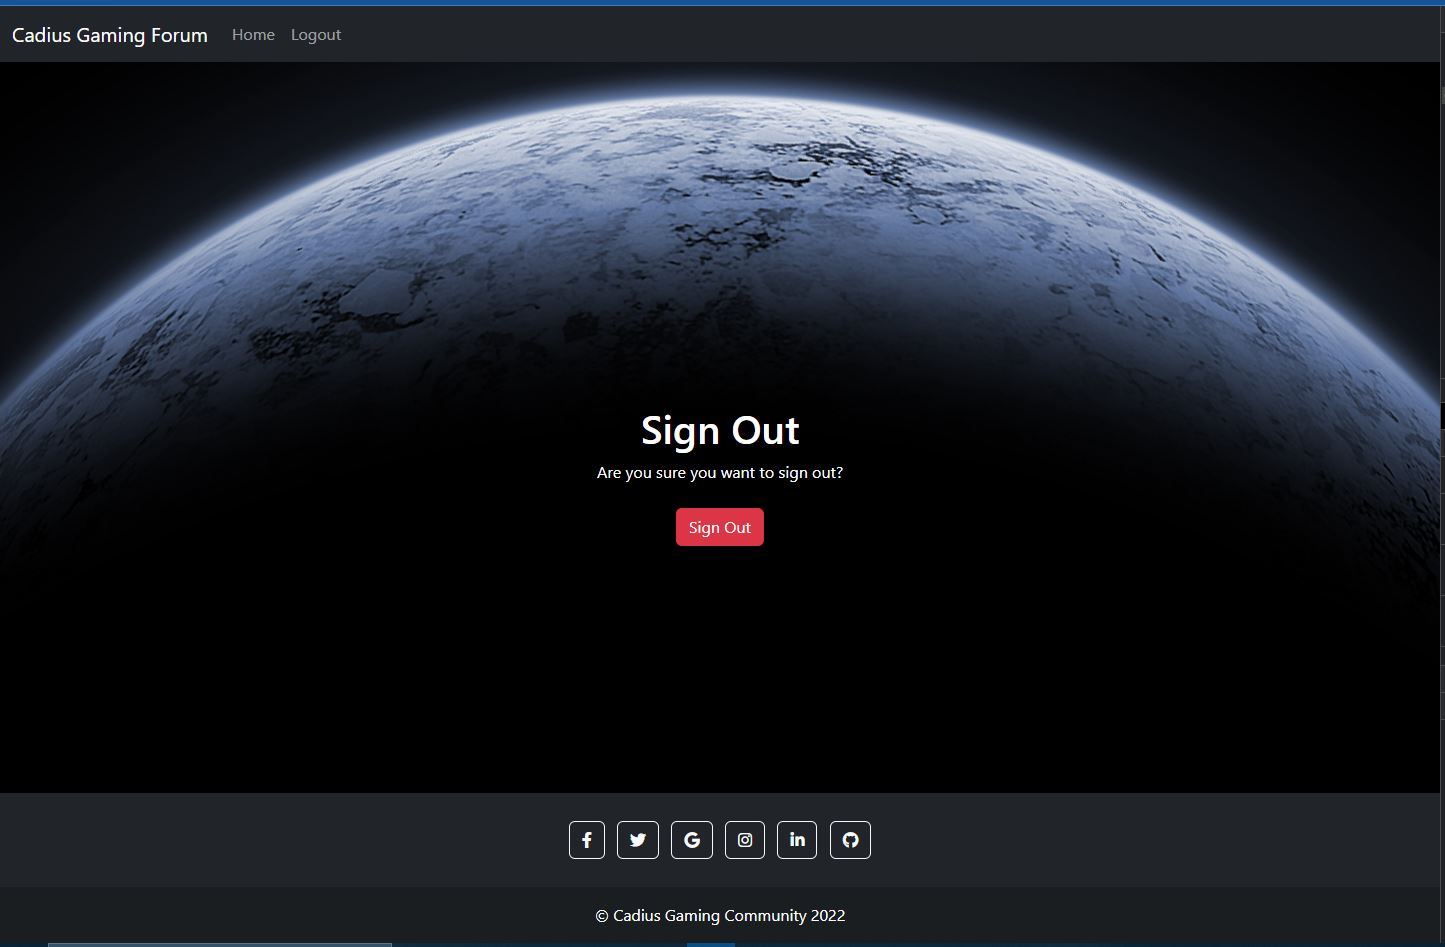 Cadius Gaming Forum Home Logout
Sign Out
Are you sure you want to sign out?
Sign Out
© Cadius Gaming Community 2022